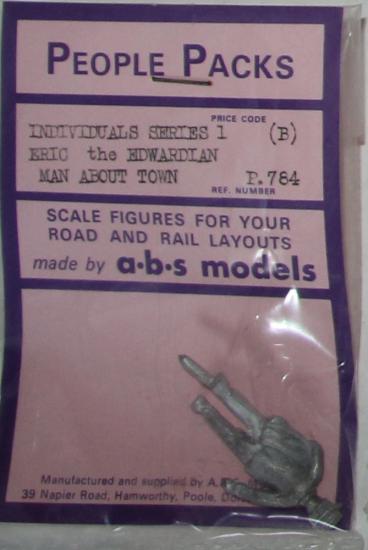 PEOPLE PACKS
PRICE CODE
INDIVIDUALS SERIES 1 (B)
ERIC the EDWARDIAN
MAN ABOUT TOWN P.784
REF. NUMBER
SCALE FIGURES FOR YOUR
ROAD AND RAIL LAYOUTS
made by a·b·s models
Manufactured and supplied by A.
39 Napier Road, Hamworthy, Poole,